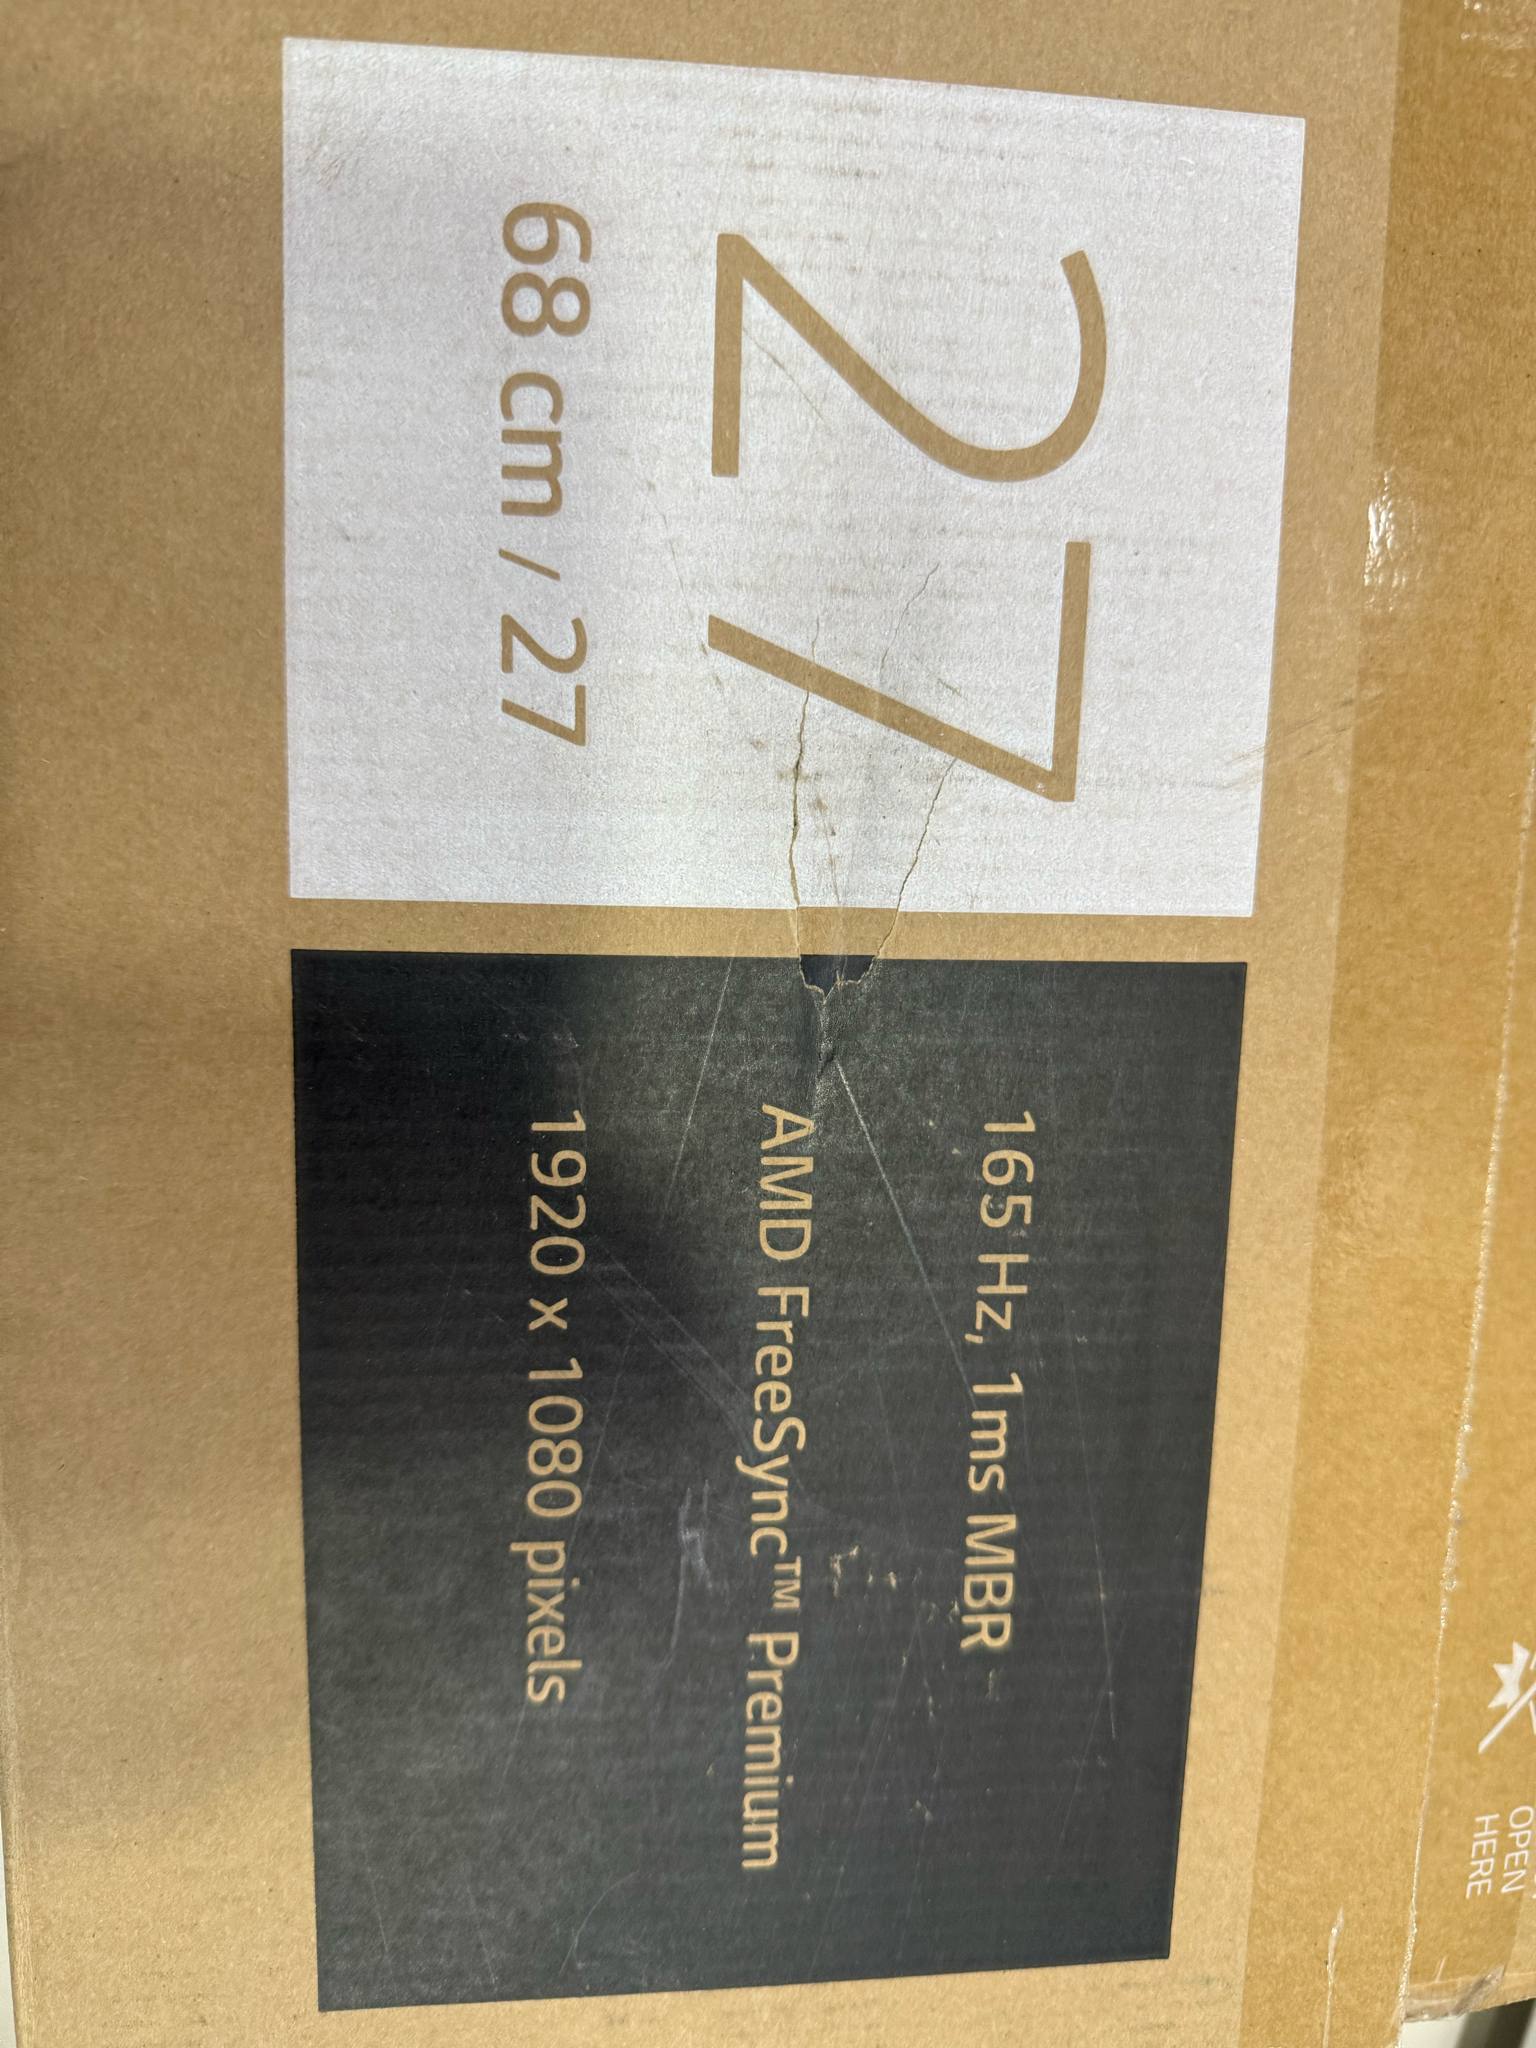 27
68 cm / 27
165 Hz, 1ms MBR
AMD FreeSync™ Premium
1920 x 1080 pixels
OPEN
HERE